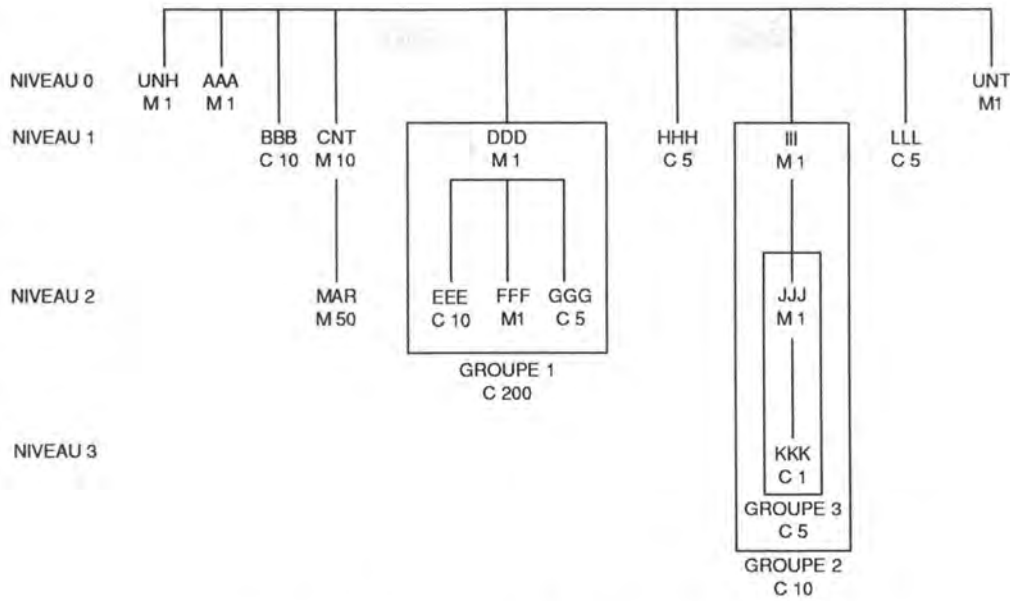 NIVEAU 0 UNH AAA UNT
M 1 M 1 M1
NIVEAU 1 BBB CNT DDD HHH III LLL
C 10 M 10 M 1 C 5 M 1 C 5
NIVEAU 2 MAR EEE FFF GGG JJJ
M 50 C 10 M1 C 5 M 1
GROUPE 1
C 200
NIVEAU 3 KKK
C 1
GROUPE 3
C 5
GROUPE 2
C 10